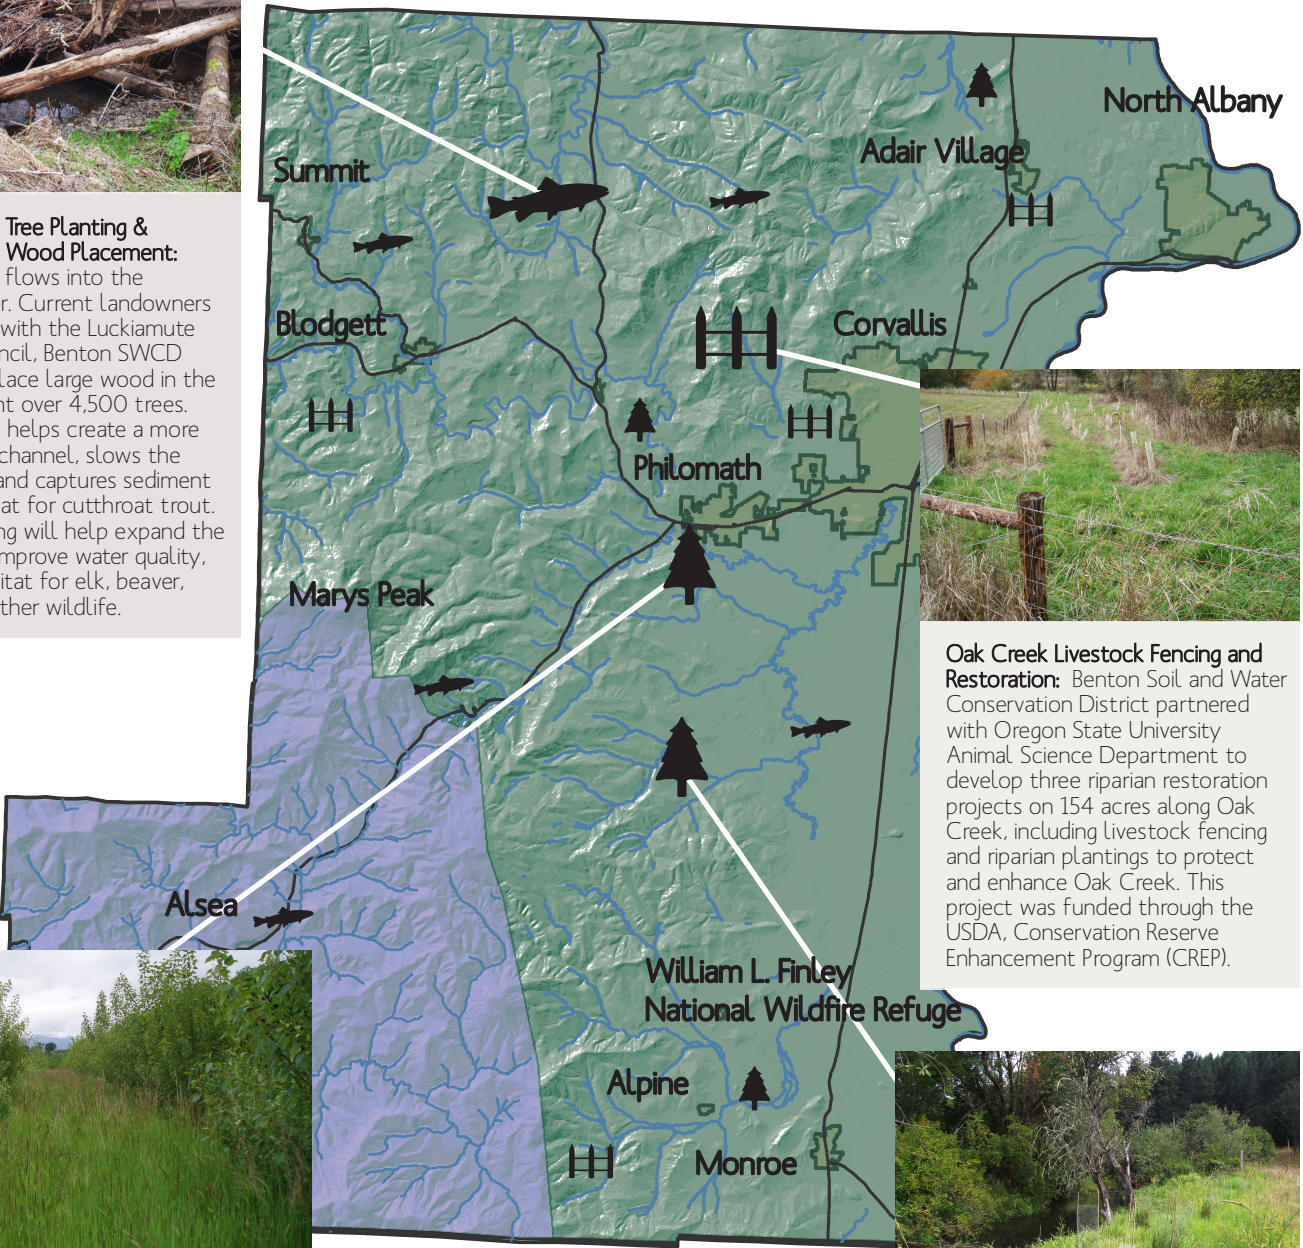 North Albany
Adair Village
Summit
Tree Planting &
Wood Placement:
flows into the
r. Current landowners
with the Luckiamute
ncil, Benton SWCD
lace large wood in the
nt over 4,500 trees.
helps create a more
channel, slows the
and captures sediment
at for cutthroat trout.
ng will help expand the
mprove water quality,
itat for elk, beaver,
ther wildlife.
Blodgett
Corvallis
Philomath
Marys Peak
Oak Creek Livestock Fencing and
Restoration: Benton Soil and Water
Conservation District partnered
with Oregon State University
Animal Science Department to
develop three riparian restoration
projects on 154 acres along Oak
Creek, including livestock fencing
and riparian plantings to protect
and enhance Oak Creek. This
project was funded through the
USDA, Conservation Reserve
Enhancement Program (CREP).
Alsea
William L. Finley
National Wildfire Refuge
Alpine
Monroe